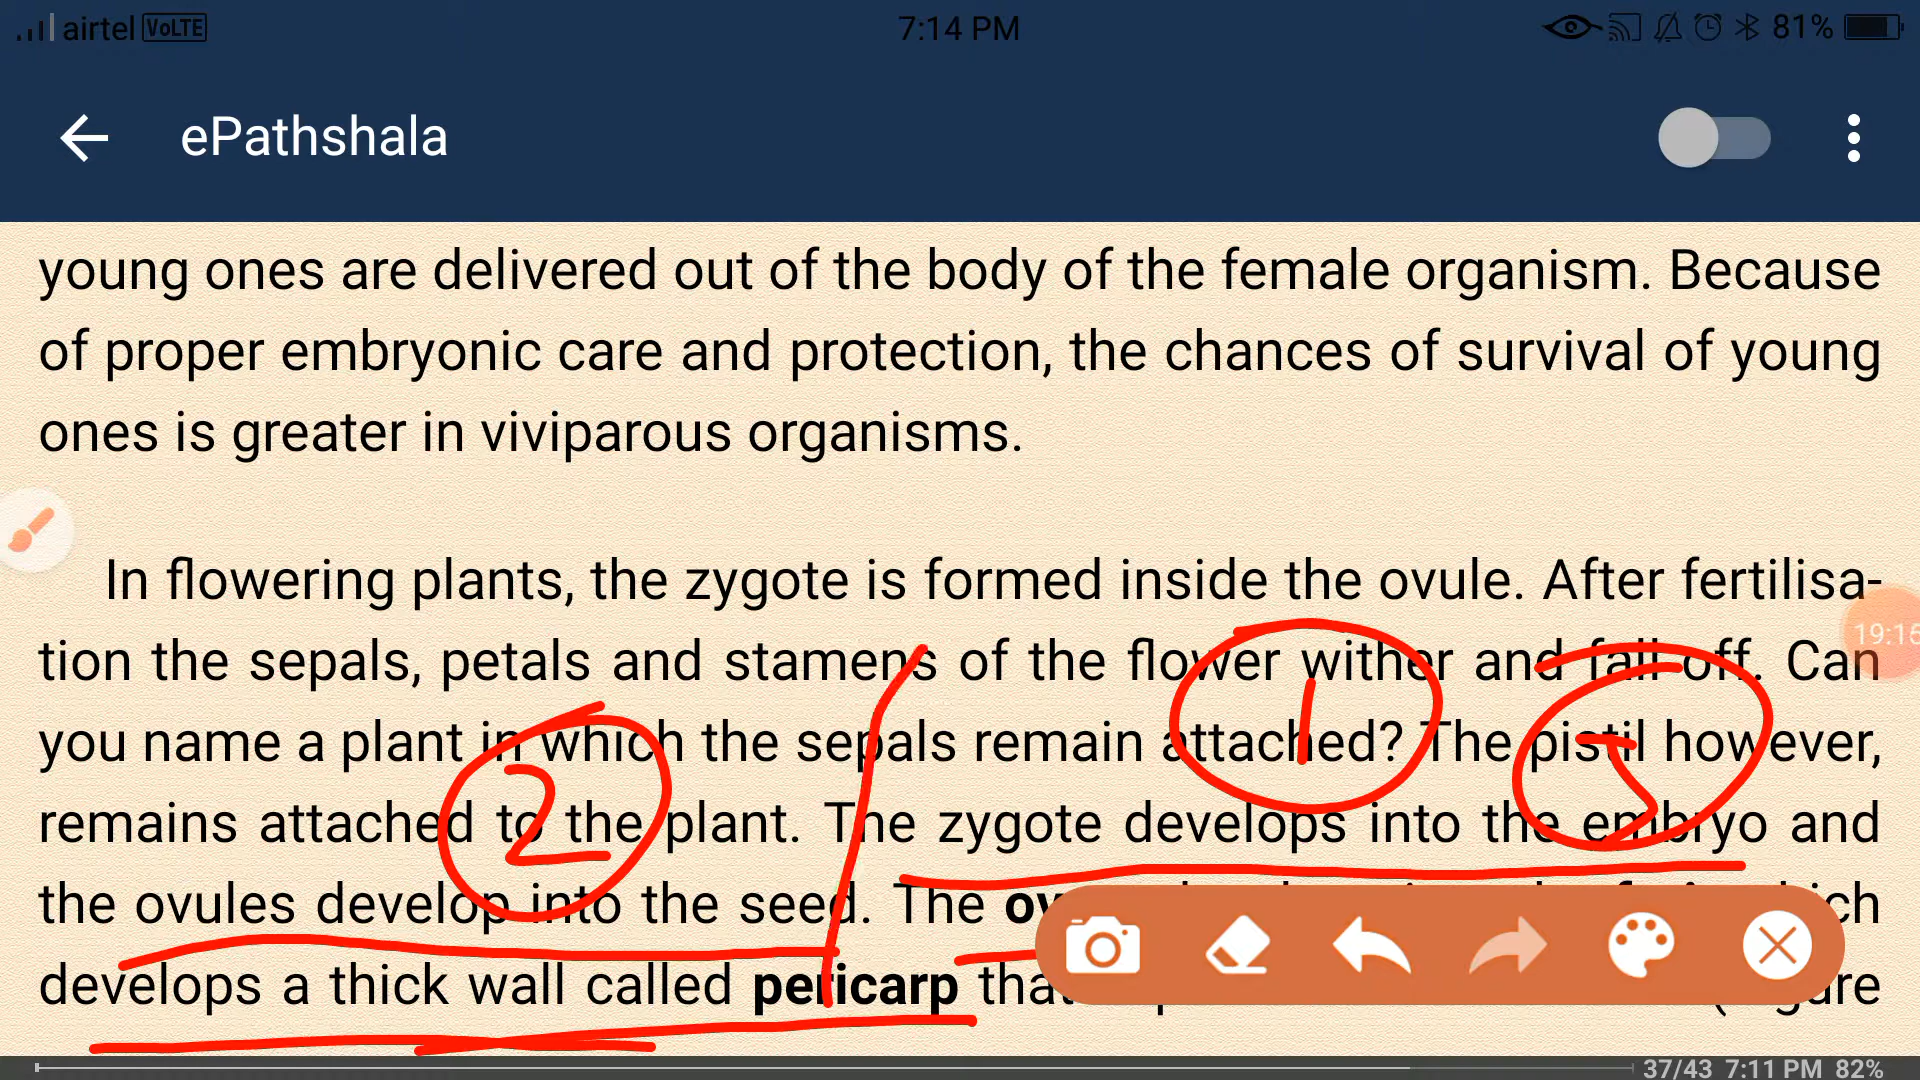 airtel VoLTE 7:14 PM 81%
ePathshala
young ones are delivered out of the body of the female organism. Because
of proper embryonic care and protection, the chances of survival of young
ones is greater in viviparous organisms.
In flowering plants, the zygote is formed inside the ovule. After fertilisa-
tion the sepals, petals and stamens of the flower wither and fall off. Can
19:15
you name a plant in which the sepals remain attached? The pistil however,
1
remains attached to the plant. The zygote develops into the embryo and
2
the ovules develop into the seed. The
develops a thick wall called pericarp
37/43 7:11 PM 82%